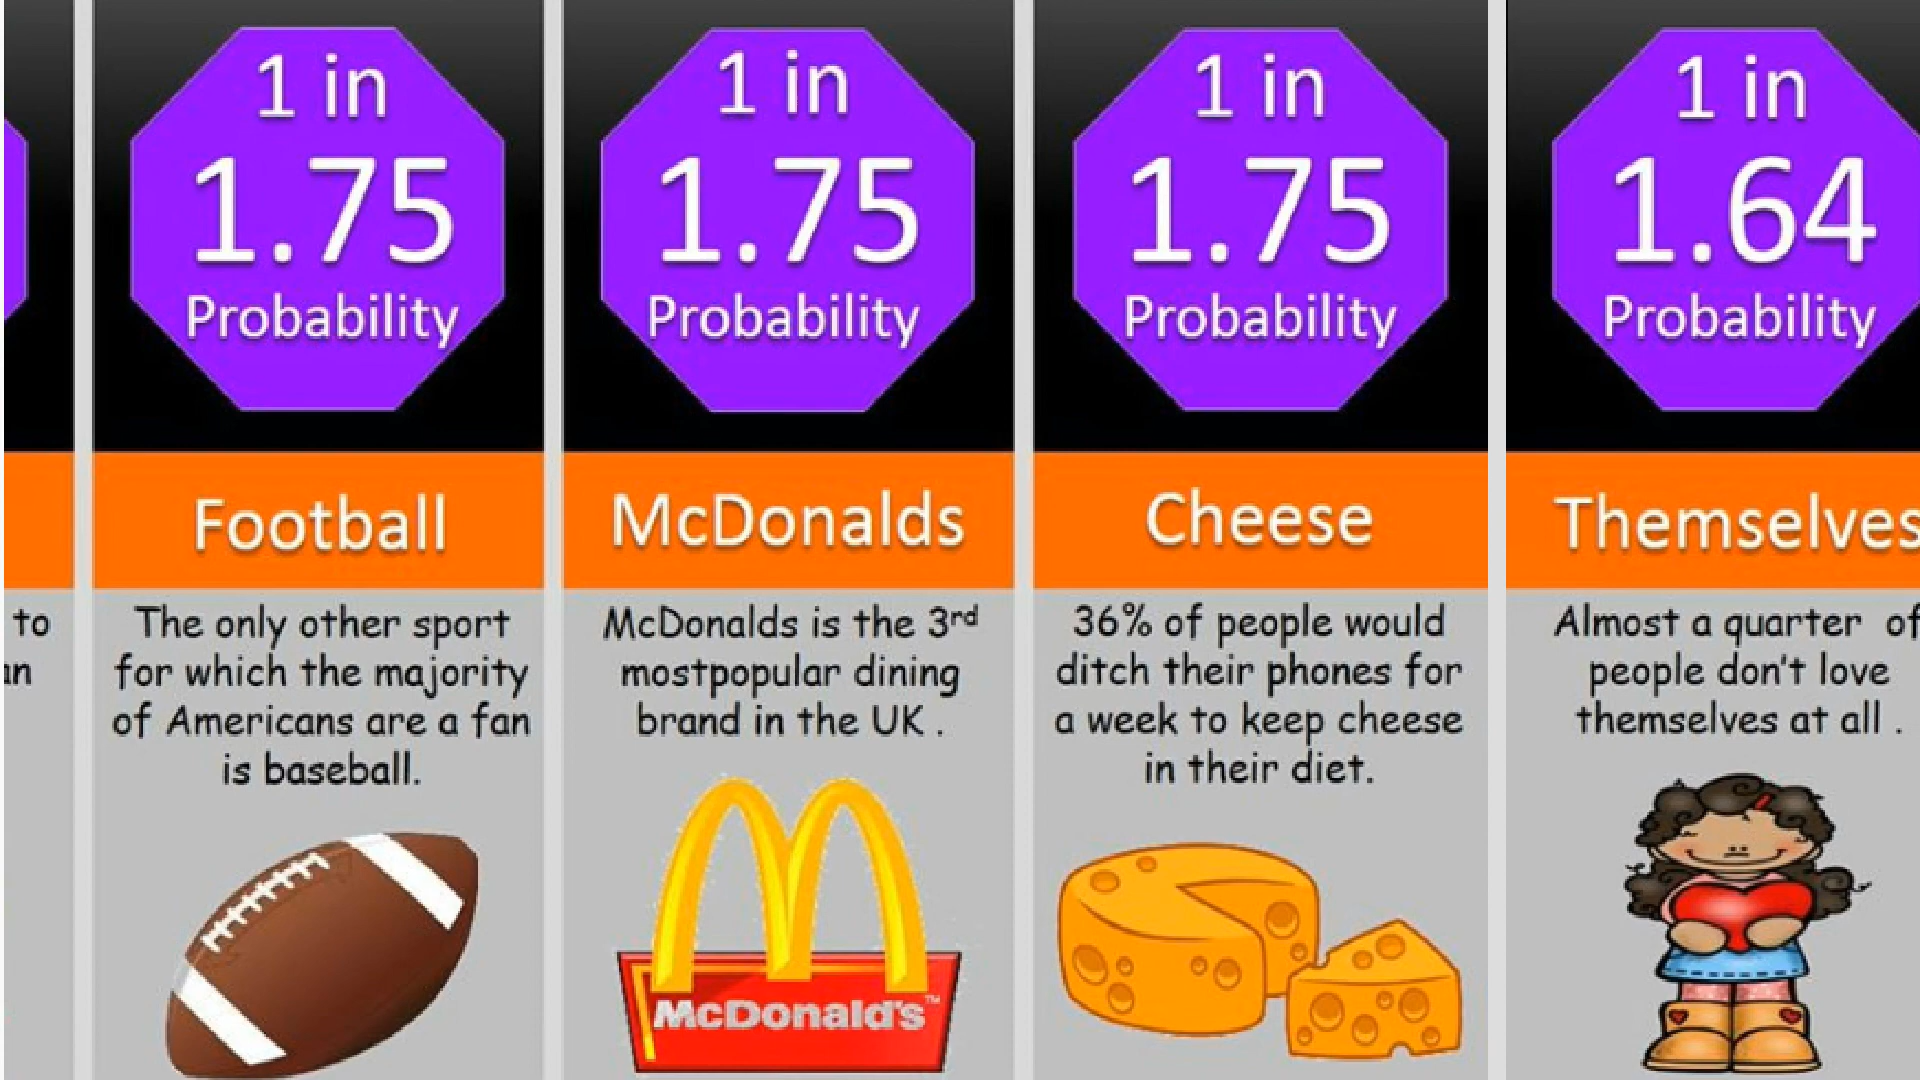 to
an
1 in
1.75
Probability
Football
The only other sport
for which the majority
of Americans are a fan
is baseball.
1 in
1.75
Probability
McDonalds
McDonalds is the 3rd
mostpopular dining
brand in the UK .
McDonald's™
1 in
1.75
Probability
Cheese
36% of people would
ditch their phones for
a week to keep cheese
in their diet.
1 in
1.64
Probability
Themselves
Almost a quarter of
people don't love
themselves at all .